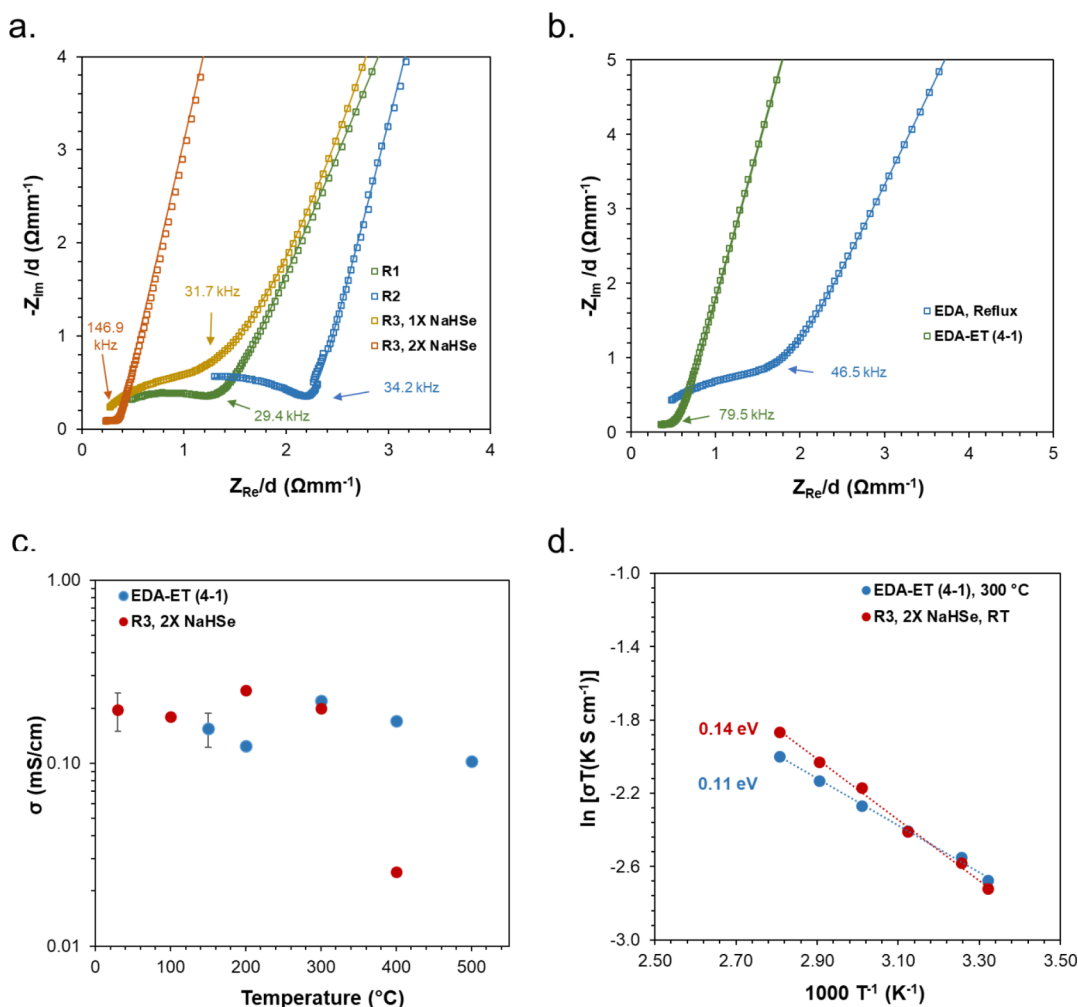 a.
4
3
2
1
0
-Z_Im /d (Ωmm⁻¹)
0 1 2 3 4
Z_Re/d (Ωmm⁻¹)
146.9
kHz
31.7 kHz
29.4 kHz
34.2 kHz
R1
R2
R3, 1X NaHSe
R3, 2X NaHSe
b.
5
4
3
2
1
0
-Z_Im /d (Ωmm⁻¹)
0 1 2 3 4 5
Z_Re/d (Ωmm⁻¹)
EDA, Reflux
EDA-ET (4-1)
46.5 kHz
79.5 kHz
c.
1.00
0.10
0.01
σ (mS/cm)
0 100 200 300 400 500
Temperature (°C)
EDA-ET (4-1)
R3, 2X NaHSe
d.
-1.0
-1.4
-1.8
-2.2
-2.6
-3.0
ln [σT(K S cm⁻¹)]
2.50 2.70 2.90 3.10 3.30 3.50
1000 T⁻¹ (K⁻¹)
EDA-ET (4-1), 300 °C
R3, 2X NaHSe, RT
0.14 eV
0.11 eV